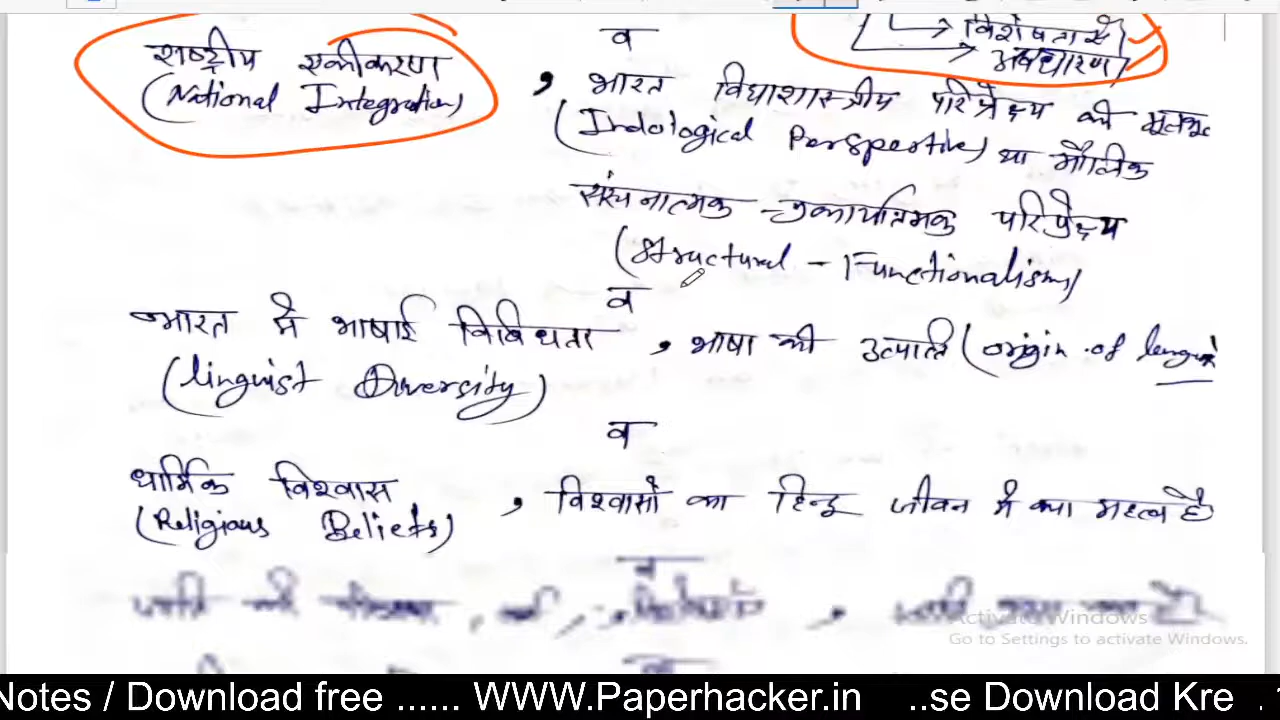 व
विशेषता से
अवधारणा
राष्ट्रीय एकीकरण
(National Integration)
, भारत विद्याशास्त्रीय परिप्रेक्ष्य की
(Indological Perspective) या मौलिक
संरचनात्मक - प्रकार्यात्मक परिप्रेक्ष्य
(Structural - Functionalism)
व
भारत में भाषाई विविधता , भाषा की उत्पत्ति (origin of
(linguist Diversity)
व
धार्मिक विश्वास , विश्वासों का हिन्दू जीवन में क्या महत्व है
(Religious Beliefs)
व
Activate Windows
Go to Settings to activate Windows.
Notes / Download free ...... WWW.Paperhacker.in ..se Download Kre .